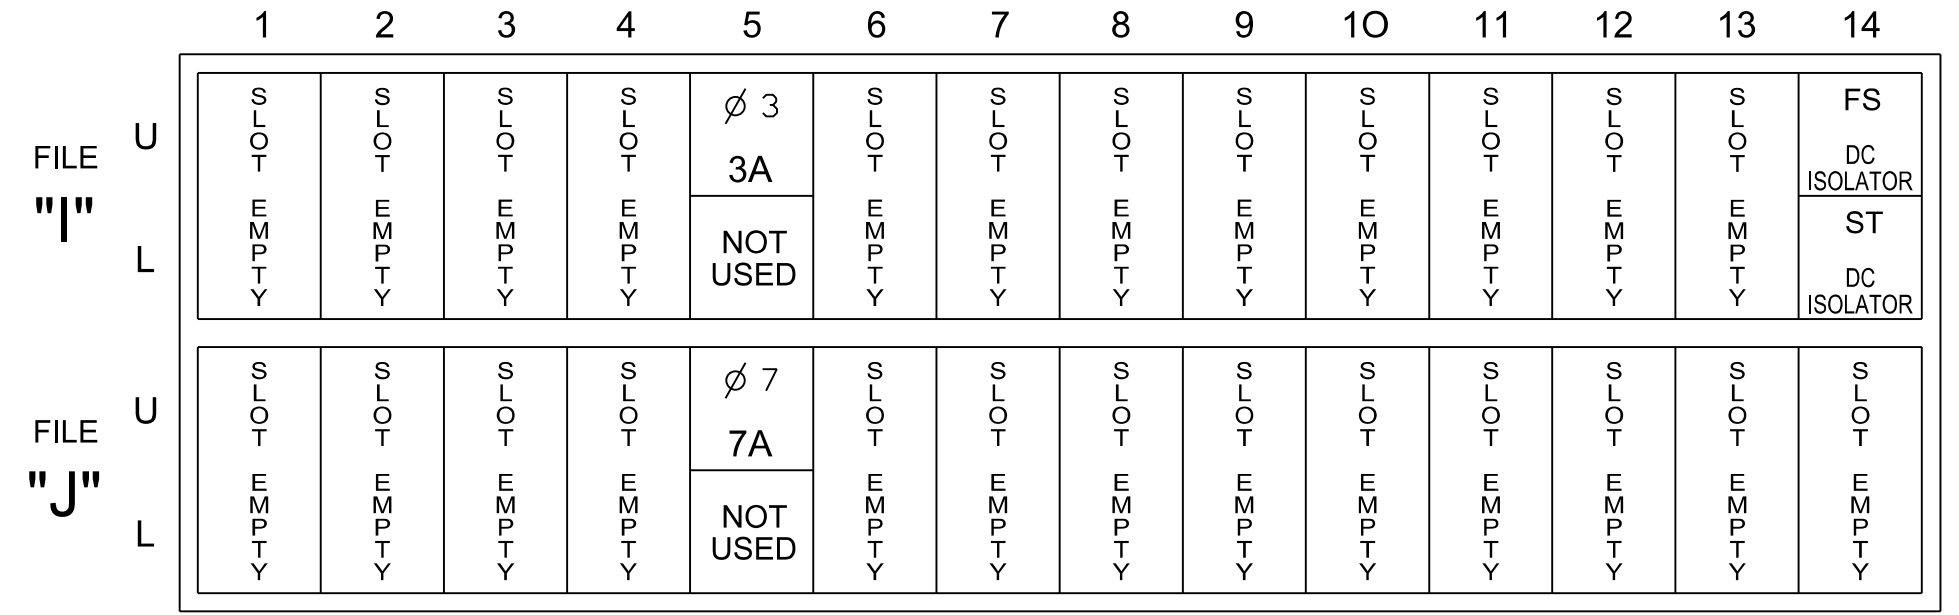 1 2 3 4 5 6 7 8 9 10 11 12 13 14
FILE
"I"
U
L
SLOT EMPTY
SLOT EMPTY
SLOT EMPTY
SLOT EMPTY
Ø 3
3A
NOT
USED
SLOT EMPTY
SLOT EMPTY
SLOT EMPTY
SLOT EMPTY
SLOT EMPTY
SLOT EMPTY
SLOT EMPTY
SLOT EMPTY
FS
DC
ISOLATOR
ST
DC
ISOLATOR
FILE
"J"
U
L
SLOT EMPTY
SLOT EMPTY
SLOT EMPTY
SLOT EMPTY
Ø 7
7A
NOT
USED
SLOT EMPTY
SLOT EMPTY
SLOT EMPTY
SLOT EMPTY
SLOT EMPTY
SLOT EMPTY
SLOT EMPTY
SLOT EMPTY
SLOT EMPTY